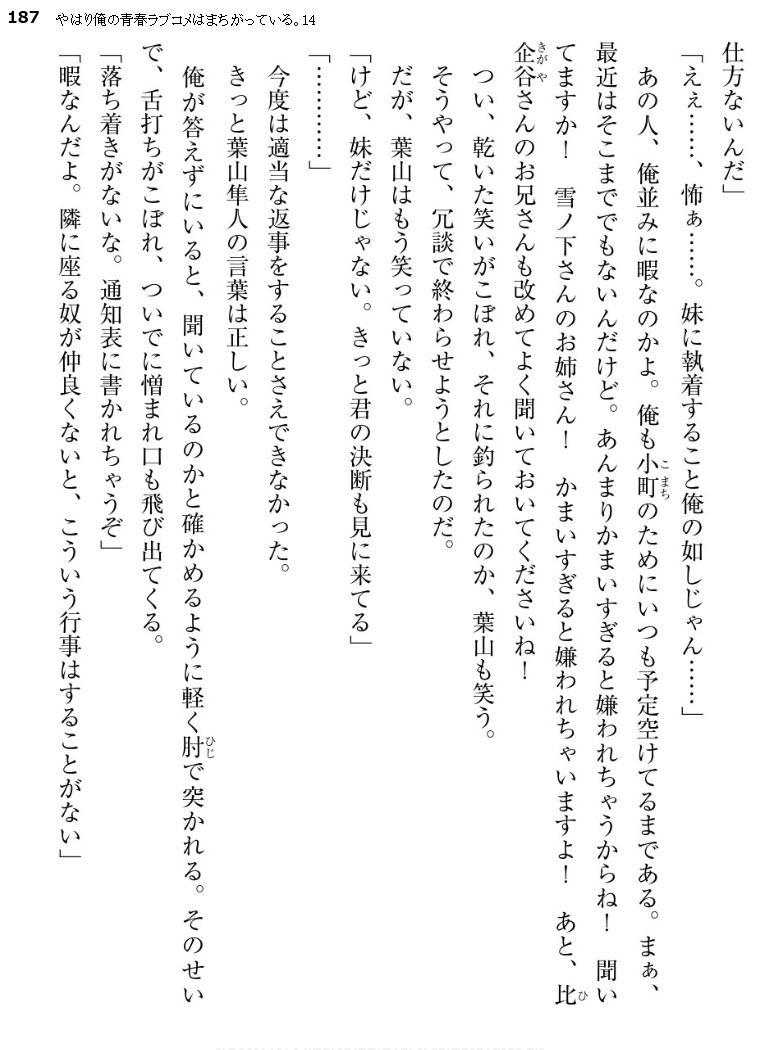 187 やはり俺の青春ラブコメはまちがっている。14
仕方ないんだ」
「えぇ……、怖ぁ……。妹に執着すること俺の如しじゃん……」
あの人、俺並みに暇なのかよ。俺も小町のためにいつも予定空けてるまである。まぁ、
最近はそこまででもないんだけど。あんまりかまいすぎると嫌われちゃうからね！　聞い
てますか！　雪ノ下さんのお姉さん！　かまいすぎると嫌われちゃいますよ！　あと、比
企谷さんのお兄さんも改めてよく聞いておいてくださいね！
つい、乾いた笑いがこぼれ、それに釣られたのか、葉山も笑う。
そうやって、冗談で終わらせようとしたのだ。
だが、葉山はもう笑っていない。
「けど、妹だけじゃない。きっと君の決断も見に来てる」
「…………」
今度は適当な返事をすることさえできなかった。
きっと葉山隼人の言葉は正しい。
俺が答えずにいると、聞いているのかと確かめるように軽く肘で突かれる。そのせい
で、舌打ちがこぼれ、ついでに憎まれ口も飛び出てくる。
「落ち着きがないな。通知表に書かれちゃうぞ」
「暇なんだよ。隣に座る奴が仲良くないと、こういう行事はすることがない」